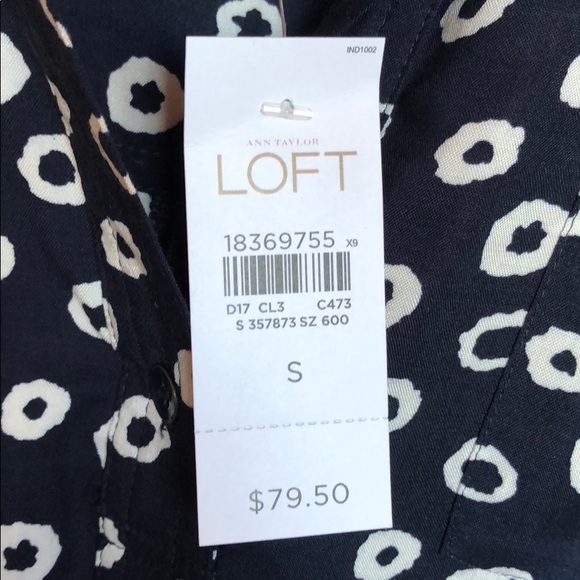 IND1002
ANN TAYLOR
LOFT
18369755 X9
D17 CL3 C473
S 357873 SZ 600
S
$79.50